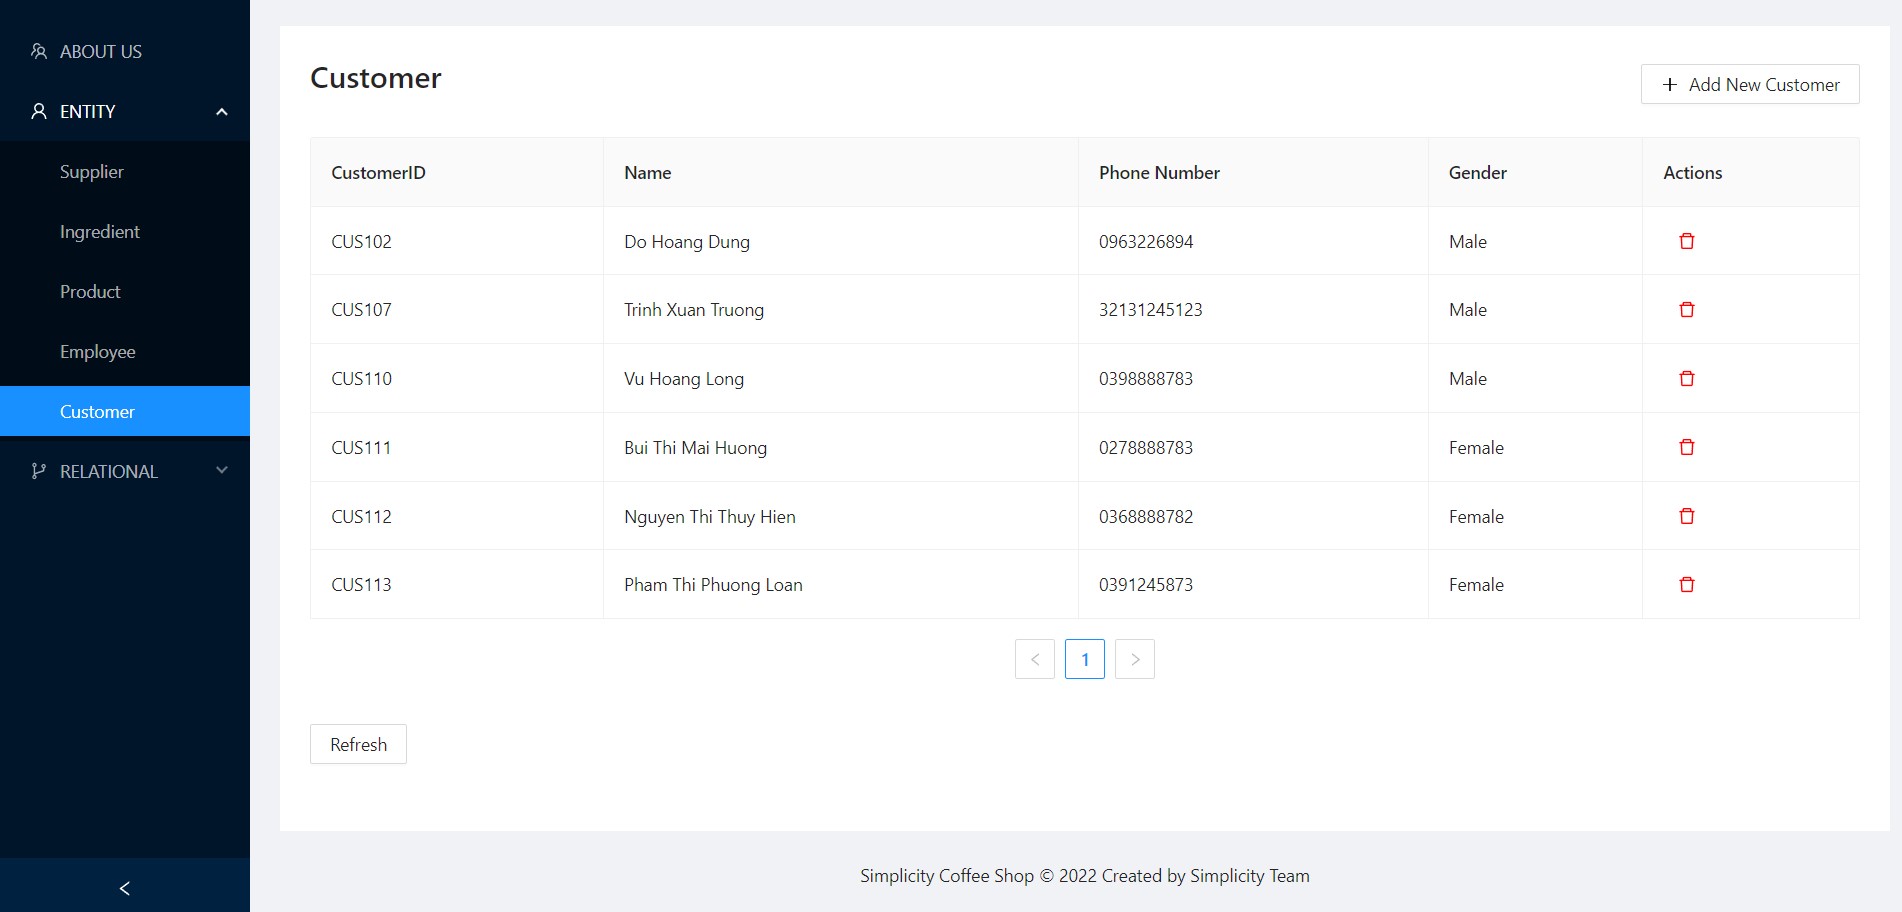 ABOUT US
ENTITY
Supplier
Ingredient
Product
Employee
Customer
RELATIONAL
Customer
Add New Customer
CustomerID Name Phone Number Gender Actions
CUS102 Do Hoang Dung 0963226894 Male
CUS107 Trinh Xuan Truong 32131245123 Male
CUS110 Vu Hoang Long 0398888783 Male
CUS111 Bui Thi Mai Huong 0278888783 Female
CUS112 Nguyen Thi Thuy Hien 0368888782 Female
CUS113 Pham Thi Phuong Loan 0391245873 Female
1
Refresh
Simplicity Coffee Shop © 2022 Created by Simplicity Team